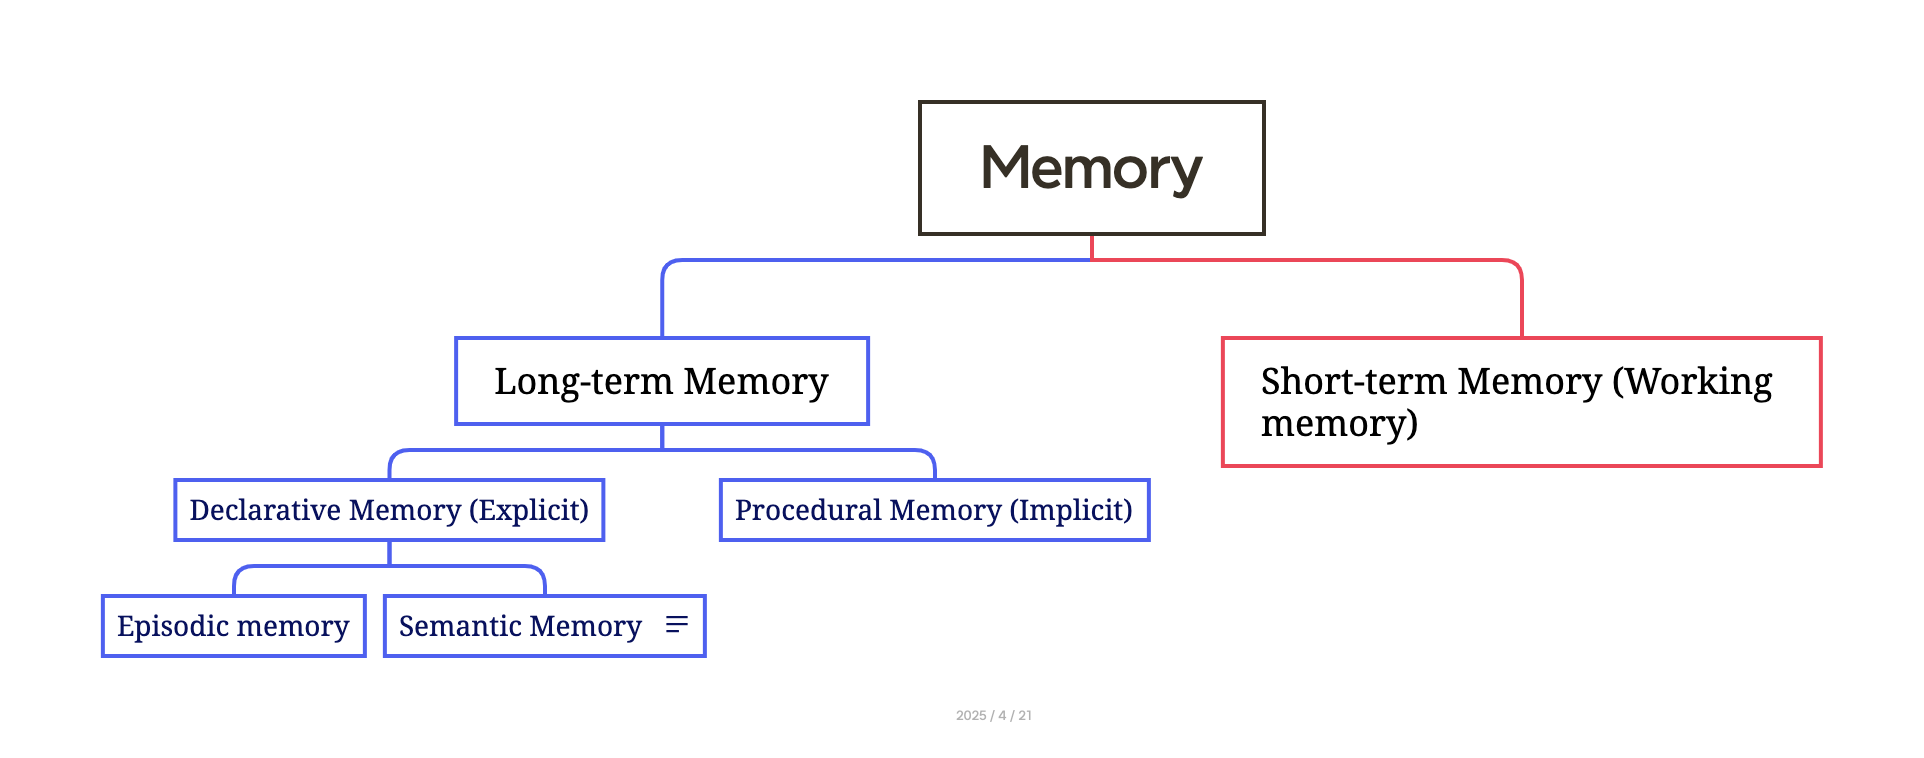 Memory
Long-term Memory
Short-term Memory (Working
memory)
Declarative Memory (Explicit)
Procedural Memory (Implicit)
Episodic memory
Semantic Memory
2025 / 4 / 21